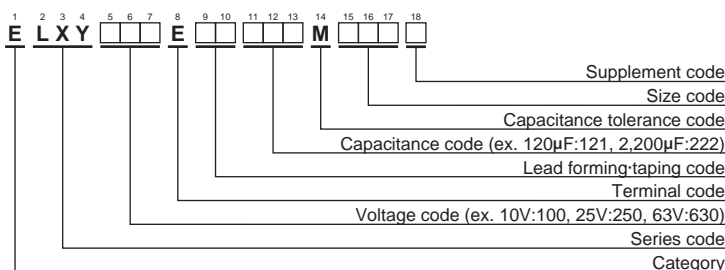 1 2 3 4 5 6 7 8 9 10 11 12 13 14 15 16 17 18
E L X Y □□□ E □□ □□□ M □□□ □
Supplement code
Size code
Capacitance tolerance code
Capacitance code (ex. 120µF:121, 2,200µF:222)
Lead forming·taping code
Terminal code
Voltage code (ex. 10V:100, 25V:250, 63V:630)
Series code
Category